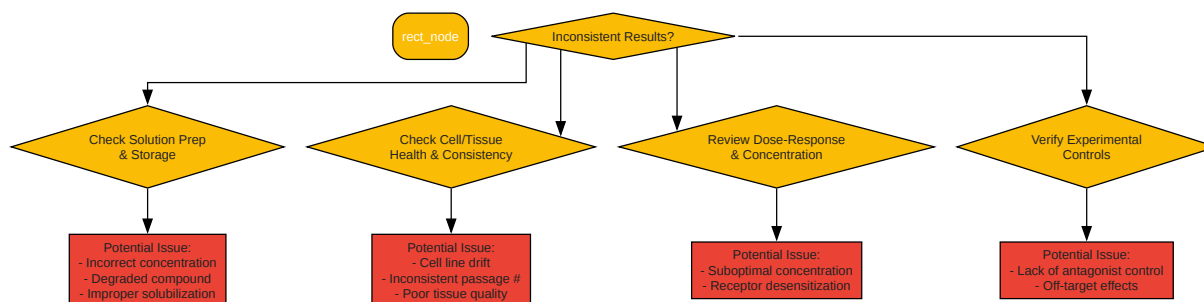 rect_node
Inconsistent Results?
Check Solution Prep
& Storage
Check Cell/Tissue
Health & Consistency
Review Dose-Response
& Concentration
Verify Experimental
Controls
Potential Issue:
- Incorrect concentration
- Degraded compound
- Improper solubilization
Potential Issue:
- Cell line drift
- Inconsistent passage #
- Poor tissue quality
Potential Issue:
- Suboptimal concentration
- Receptor desensitization
Potential Issue:
- Lack of antagonist control
- Off-target effects